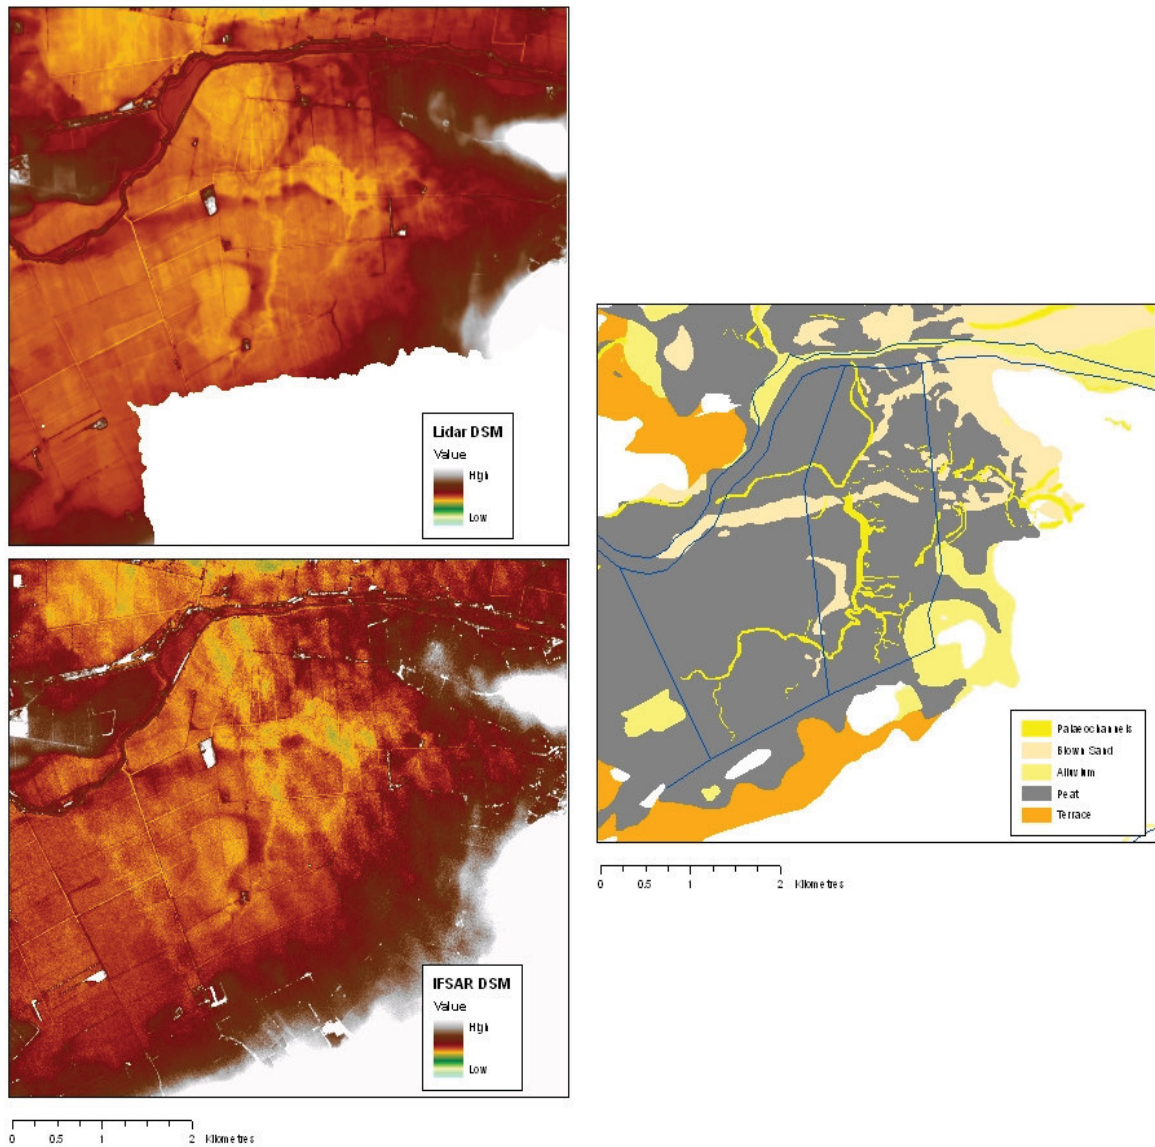 Lidar DSM
Value
High
Low
IFSAR DSM
Value
High
Low
0 0.5 1 2 Kilometres
Palaeochannels
Blown Sand
Alluvium
Peat
Terrace
0 0.5 1 2 Kilometres